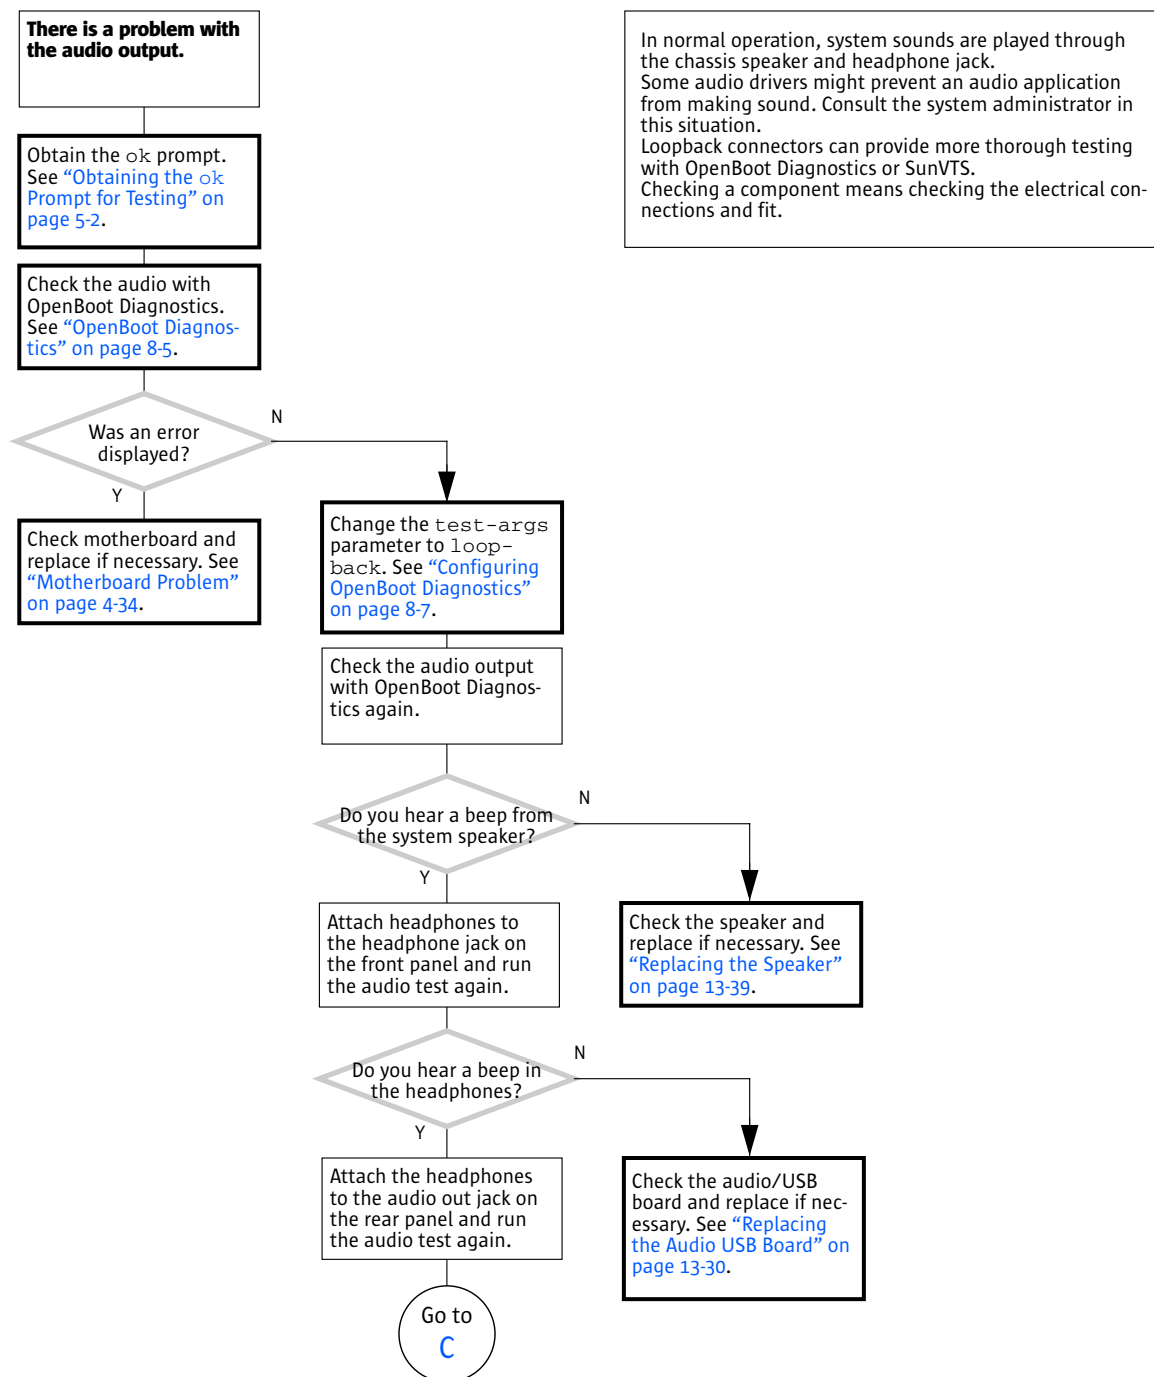 There is a problem with
the audio output.
In normal operation, system sounds are played through
the chassis speaker and headphone jack.
Some audio drivers might prevent an audio application
from making sound. Consult the system administrator in
this situation.
Loopback connectors can provide more thorough testing
with OpenBoot Diagnostics or SunVTS.
Checking a component means checking the electrical con-
nections and fit.
Obtain the ok prompt.
See “Obtaining the ok
Prompt for Testing” on
page 5-2.
Check the audio with
OpenBoot Diagnostics.
See “OpenBoot Diagnos-
tics” on page 8-5.
Was an error
displayed?
N
Y
Check motherboard and
replace if necessary. See
“Motherboard Problem”
on page 4-34.
Change the test-args
parameter to loop-
back. See “Configuring
OpenBoot Diagnostics”
on page 8-7.
Check the audio output
with OpenBoot Diagnos-
tics again.
Do you hear a beep from
the system speaker?
N
Y
Attach headphones to
the headphone jack on
the front panel and run
the audio test again.
Check the speaker and
replace if necessary. See
“Replacing the Speaker”
on page 13-39.
Do you hear a beep in
the headphones?
N
Y
Attach the headphones
to the audio out jack on
the rear panel and run
the audio test again.
Check the audio/USB
board and replace if nec-
essary. See “Replacing
the Audio USB Board” on
page 13-30.
Go to
C